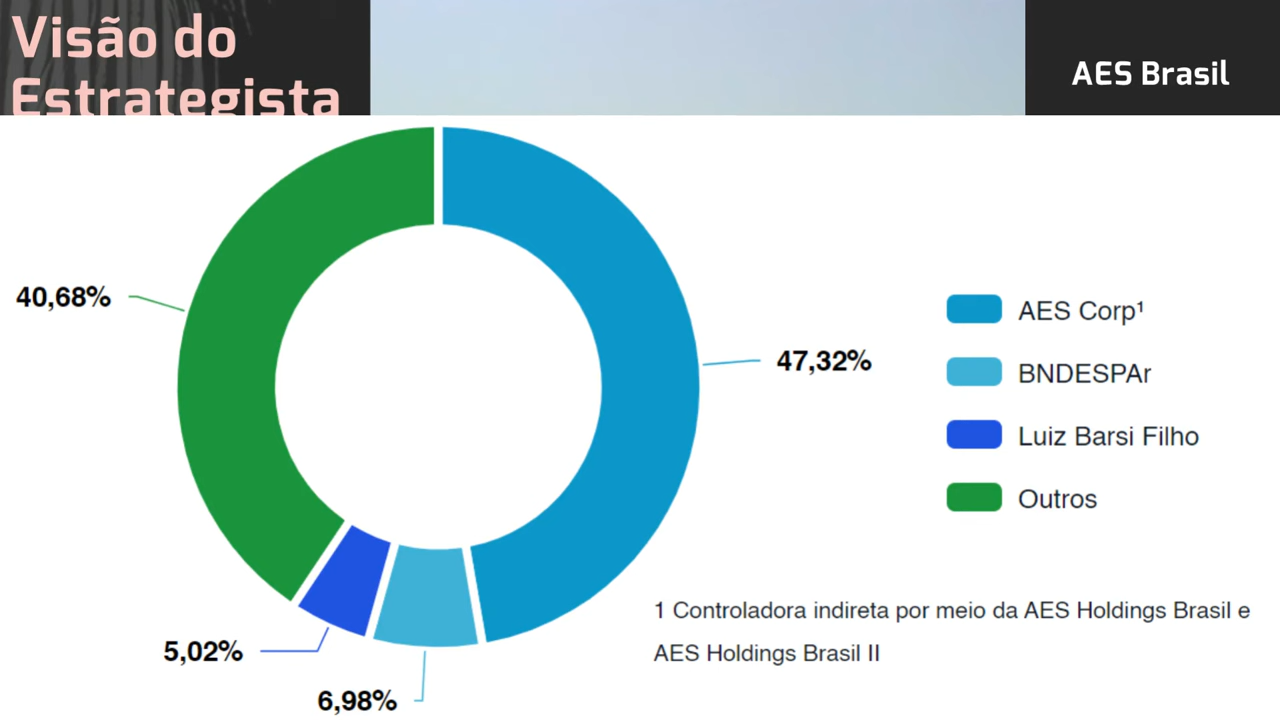 Visão do
Estrategista
AES Brasil
40,68%
47,32%
5,02%
6,98%
AES Corp¹
BNDESPAr
Luiz Barsi Filho
Outros
1 Controladora indireta por meio da AES Holdings Brasil e
AES Holdings Brasil II